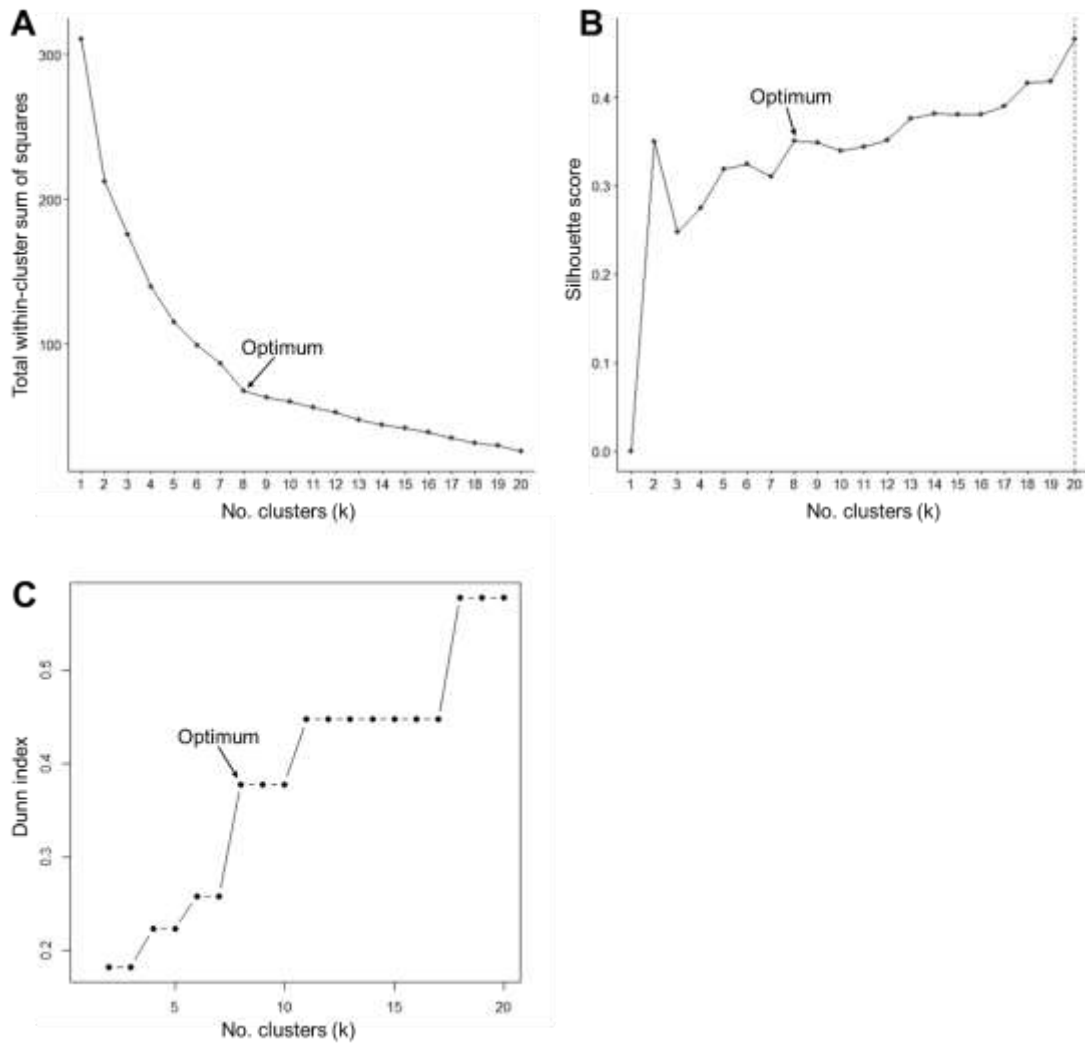 A
Total within-cluster sum of squares
300
200
100
Optimum
1 2 3 4 5 6 7 8 9 10 11 12 13 14 15 16 17 18 19 20
No. clusters (k)
B
Silhouette score
0.4
0.3
0.2
0.1
0.0
Optimum
1 2 3 4 5 6 7 8 9 10 11 12 13 14 15 16 17 18 19 20
No. clusters (k)
C
Dunn index
0.5
0.4
0.3
0.2
Optimum
5 10 15 20
No. clusters (k)